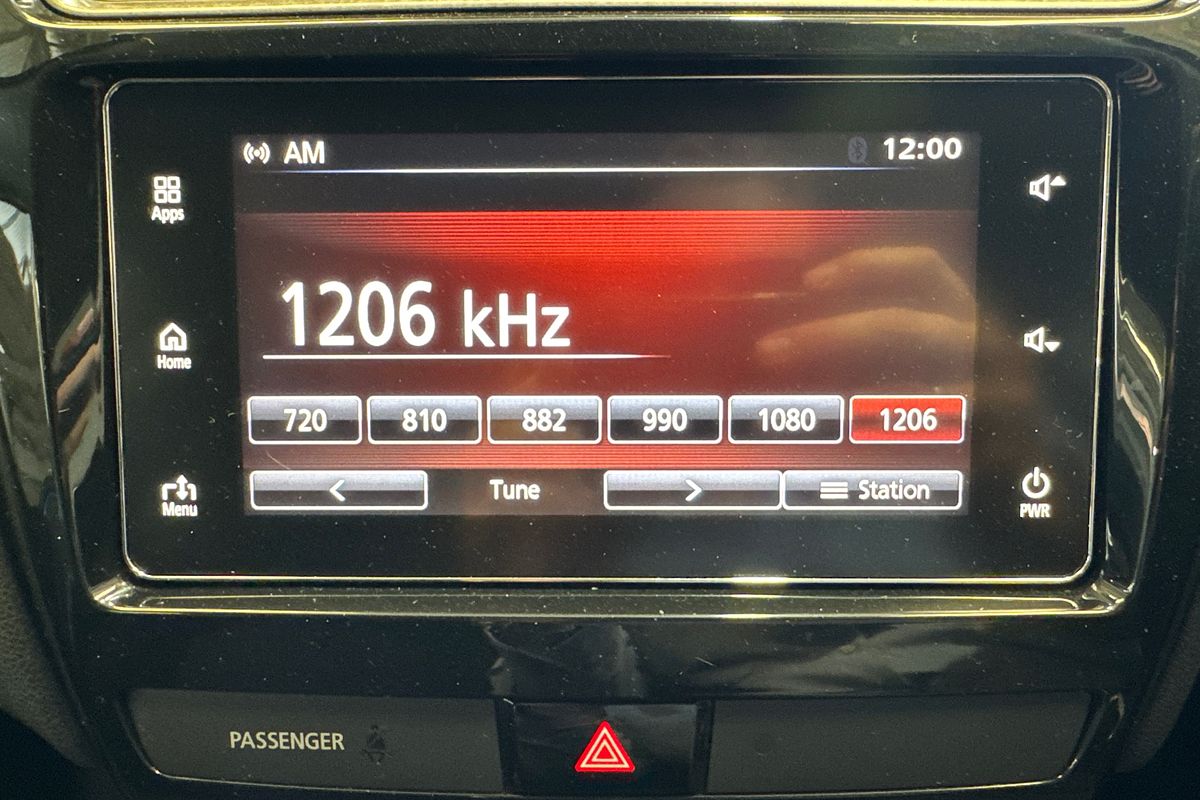 AM 12:00
Apps
1206 kHz
Home
720 810 882 990 1080 1206
< Tune > Station
Menu PWR
PASSENGER